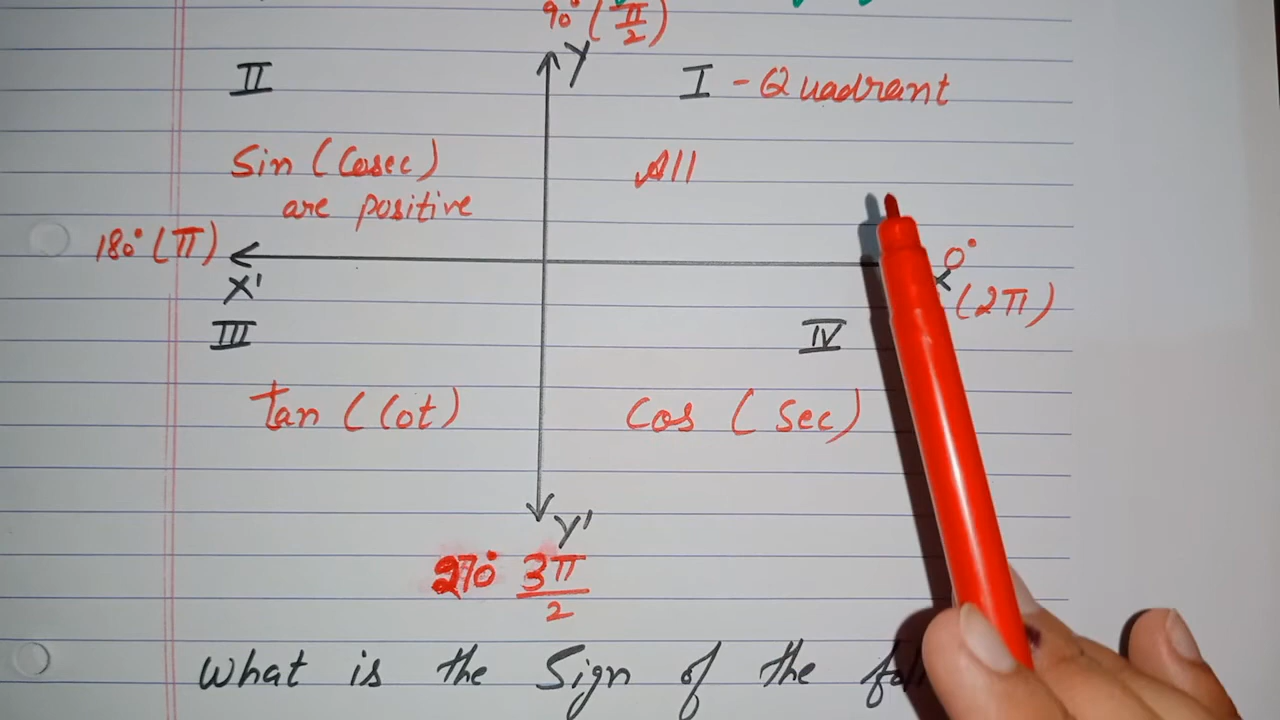 90° (π/2)
Y
II
I - Quadrant
Sin (Cosec)
are positive
All
180° (π)
X'
0°
X
(2π)
III
IV
tan (Cot)
Cos (Sec)
Y'
270° 3π/2
What is the Sign of the